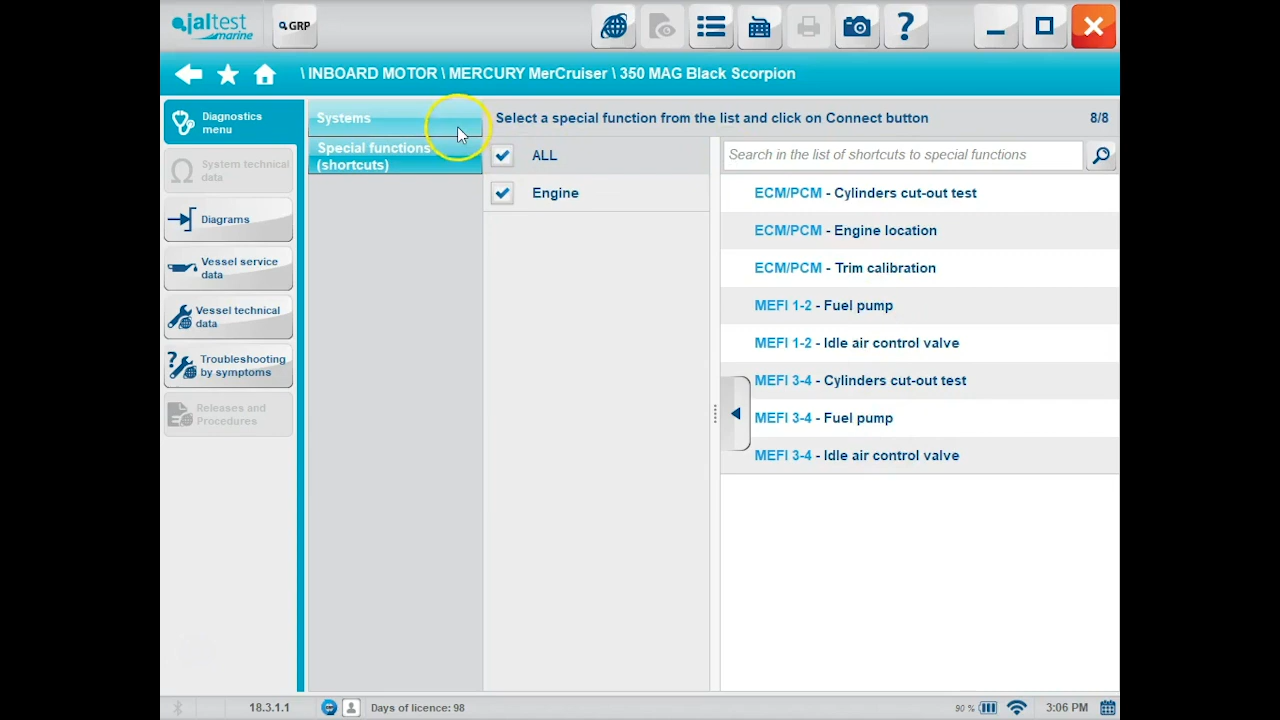 jaltest
marine
GRP
?
\ INBOARD MOTOR \ MERCURY MerCruiser \ 350 MAG Black Scorpion
Diagnostics
menu
System technical
data
Diagrams
Vessel service
data
Vessel technical
data
Troubleshooting
by symptoms
Releases and
Procedures
Systems
Special functions
(shortcuts)
Select a special function from the list and click on Connect button
8/8
ALL
Engine
Search in the list of shortcuts to special functions
ECM/PCM - Cylinders cut-out test
ECM/PCM - Engine location
ECM/PCM - Trim calibration
MEFI 1-2 - Fuel pump
MEFI 1-2 - Idle air control valve
MEFI 3-4 - Cylinders cut-out test
MEFI 3-4 - Fuel pump
MEFI 3-4 - Idle air control valve
18.3.1.1
Days of licence: 98
90 %
3:06 PM